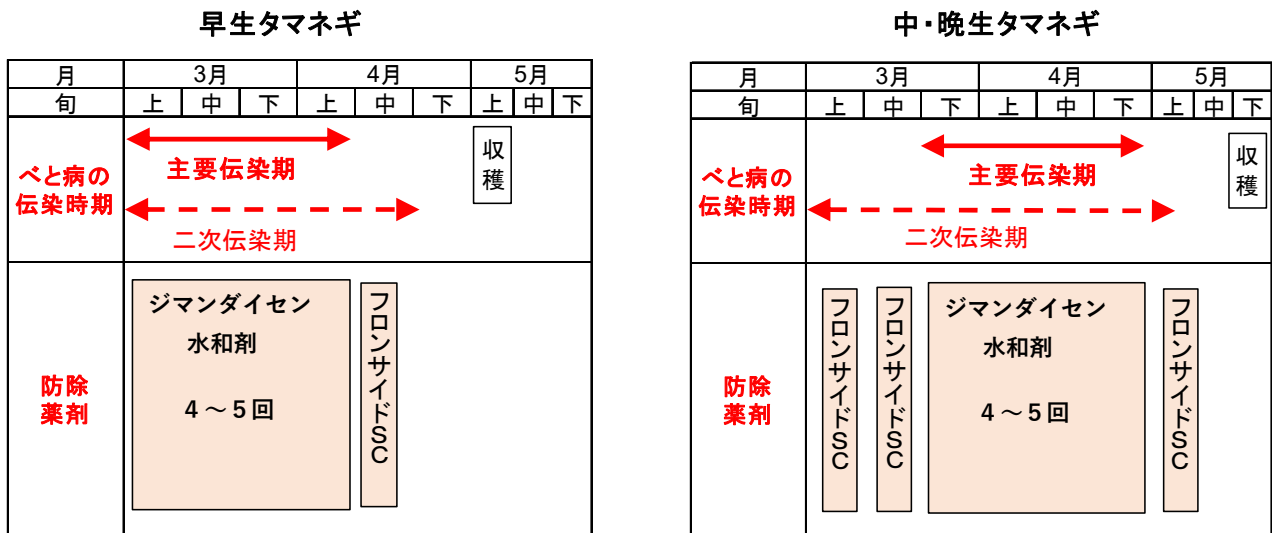 早生タマネギ
月 3月 4月 5月
旬 上 中 下 上 中 下 上 中 下
べと病の
伝染時期
主要伝染期
二次伝染期
収穫
防除
薬剤
ジマンダイセン
水和剤
4～5回
フロンサイドSC
中・晩生タマネギ
月 3月 4月 5月
旬 上 中 下 上 中 下 上 中 下
べと病の
伝染時期
主要伝染期
二次伝染期
収穫
防除
薬剤
フロンサイドSC
フロンサイドSC
ジマンダイセン
水和剤
4～5回
フロンサイドSC